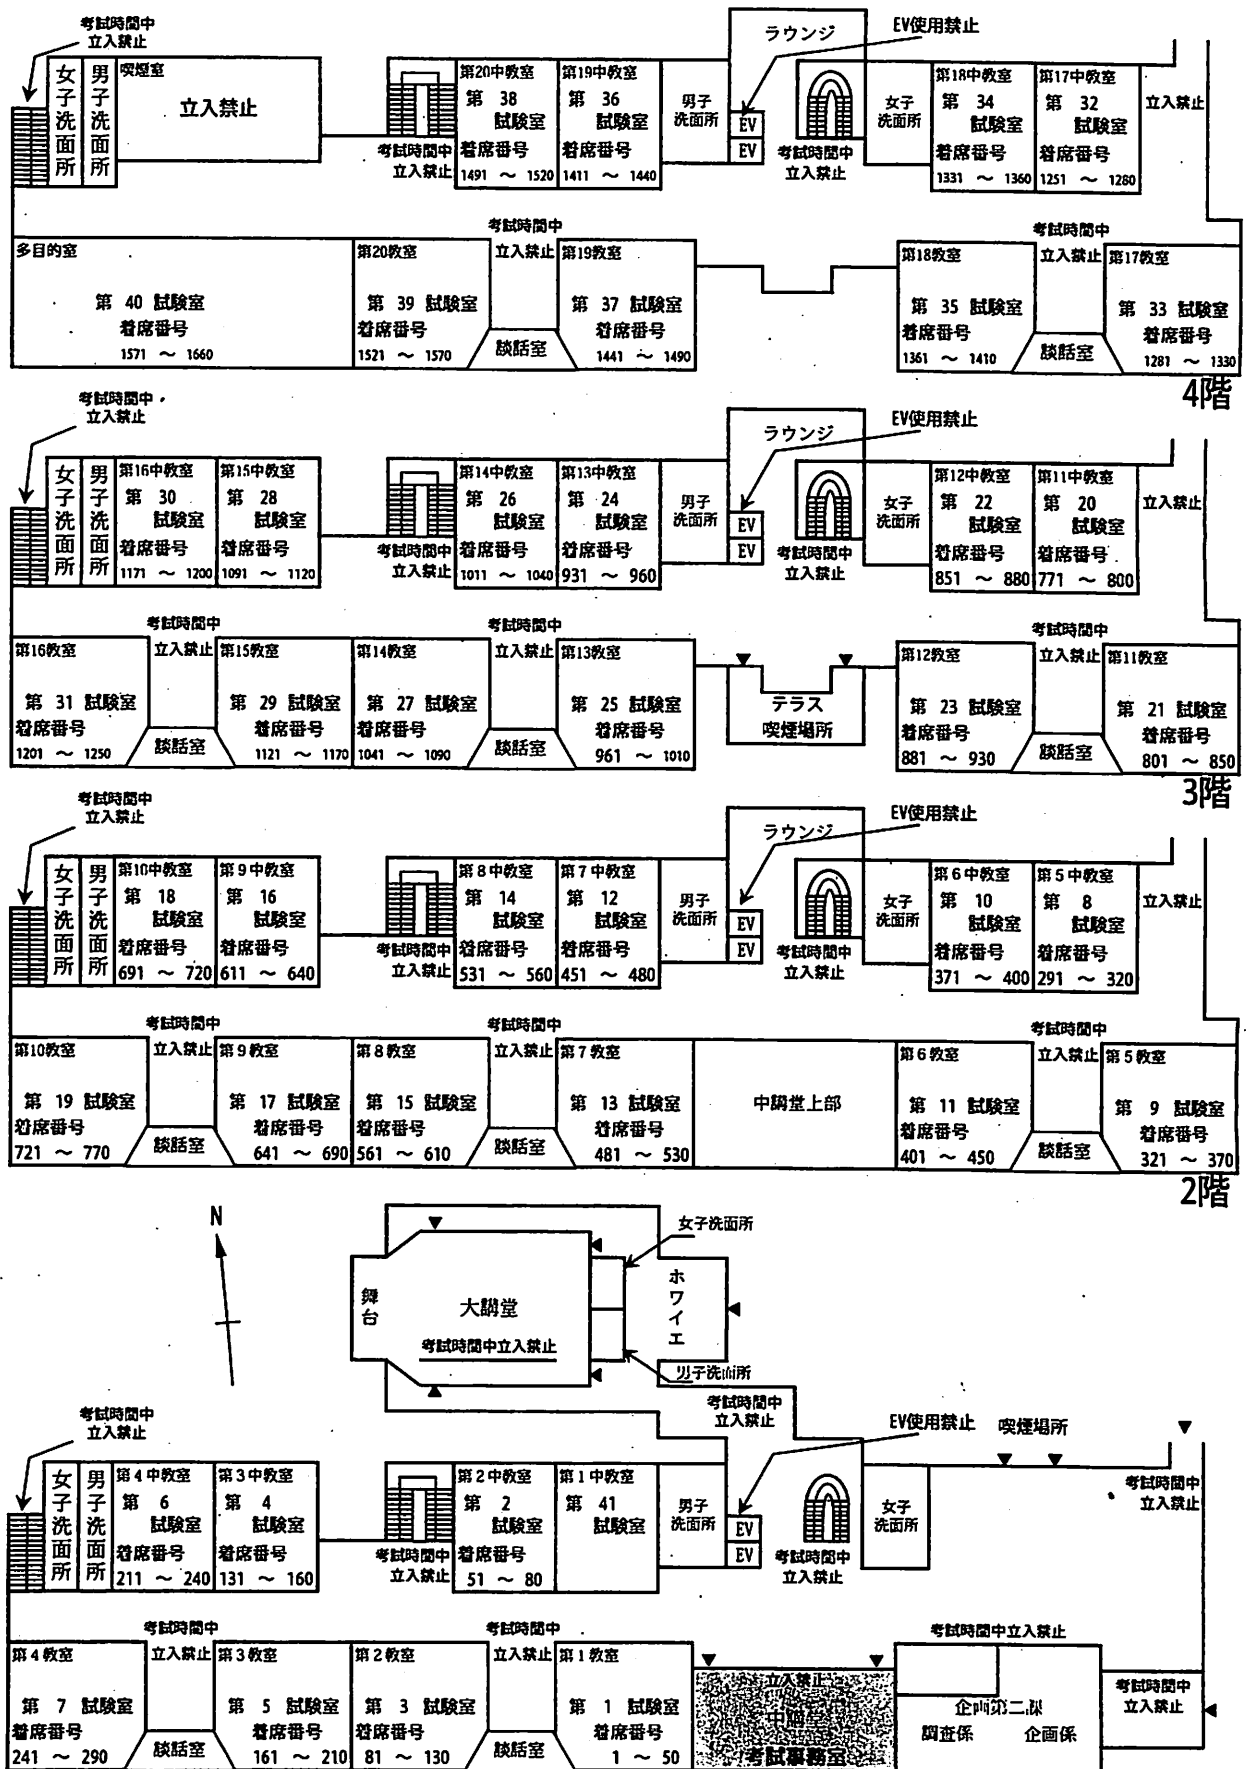 考試時間中
立入禁止
ラウンジ
EV使用禁止
女子洗面所
男子洗面所
喫煙室
立入禁止
考試時間中
立入禁止
第20中教室
第 38
試験室
着席番号
1491 ～ 1520
第19中教室
第 36
試験室
着席番号
1411 ～ 1440
男子
洗面所
EV
EV
考試時間中
立入禁止
女子
洗面所
第18中教室
第 34
試験室
着席番号
1331 ～ 1360
第17中教室
第 32
試験室
着席番号
1251 ～ 1280
立入禁止
多目的室
第 40 試験室
着席番号
1571 ～ 1660
第20教室
第 39 試験室
着席番号
1521 ～ 1570
考試時間中
立入禁止
談話室
第19教室
第 37 試験室
着席番号
1441 ～ 1490
第18教室
第 35 試験室
着席番号
1361 ～ 1410
考試時間中
立入禁止
談話室
第17教室
第 33 試験室
着席番号
1281 ～ 1330
4階
考試時間中
立入禁止
ラウンジ
EV使用禁止
女子洗面所
男子洗面所
第16中教室
第 30
試験室
着席番号
1171 ～ 1200
第15中教室
第 28
試験室
着席番号
1091 ～ 1120
考試時間中
立入禁止
第14中教室
第 26
試験室
着席番号
1011 ～ 1040
第13中教室
第 24
試験室
着席番号
931 ～ 960
男子
洗面所
EV
EV
考試時間中
立入禁止
女子
洗面所
第12中教室
第 22
試験室
着席番号
851 ～ 880
第11中教室
第 20
試験室
着席番号
771 ～ 800
立入禁止
第16教室
第 31 試験室
着席番号
1201 ～ 1250
考試時間中
立入禁止
談話室
第15教室
第 29 試験室
着席番号
1121 ～ 1170
第14教室
第 27 試験室
着席番号
1041 ～ 1090
考試時間中
立入禁止
談話室
第13教室
第 25 試験室
着席番号
961 ～ 1010
テラス
喫煙場所
第12教室
第 23 試験室
着席番号
881 ～ 930
考試時間中
立入禁止
談話室
第11教室
第 21 試験室
着席番号
801 ～ 850
3階
考試時間中
立入禁止
ラウンジ
EV使用禁止
女子洗面所
男子洗面所
第10中教室
第 18
試験室
着席番号
691 ～ 720
第9中教室
第 16
試験室
着席番号
611 ～ 640
考試時間中
立入禁止
第8中教室
第 14
試験室
着席番号
531 ～ 560
第7中教室
第 12
試験室
着席番号
451 ～ 480
男子
洗面所
EV
EV
考試時間中
立入禁止
女子
洗面所
第6中教室
第 10
試験室
着席番号
371 ～ 400
第5中教室
第 8
試験室
着席番号
291 ～ 320
立入禁止
第10教室
第 19 試験室
着席番号
721 ～ 770
考試時間中
立入禁止
談話室
第9教室
第 17 試験室
着席番号
641 ～ 690
第8教室
第 15 試験室
着席番号
561 ～ 610
考試時間中
立入禁止
談話室
第7教室
第 13 試験室
着席番号
481 ～ 530
中講堂上部
第6教室
第 11 試験室
着席番号
401 ～ 450
考試時間中
立入禁止
談話室
第5教室
第 9 試験室
着席番号
321 ～ 370
2階
N
舞台
大講堂
考試時間中立入禁止
女子洗面所
ホワイエ
男子洗面所
考試時間中
立入禁止
考試時間中
立入禁止
EV使用禁止
喫煙場所
考試時間中
立入禁止
女子洗面所
男子洗面所
第4中教室
第 6
試験室
着席番号
211 ～ 240
第3中教室
第 4
試験室
着席番号
131 ～ 160
考試時間中
立入禁止
第2中教室
第 2
試験室
着席番号
51 ～ 80
第1中教室
第 41
試験室
男子
洗面所
EV
EV
考試時間中
立入禁止
女子
洗面所
第4教室
第 7 試験室
着席番号
241 ～ 290
考試時間中
立入禁止
談話室
第3教室
第 5 試験室
着席番号
161 ～ 210
第2教室
第 3 試験室
着席番号
81 ～ 130
考試時間中
立入禁止
談話室
第1教室
第 1 試験室
着席番号
1 ～ 50
立入禁止
中講堂
考試事務室
考試時間中立入禁止
企画第二課
調査係 企画係
考試時間中
立入禁止